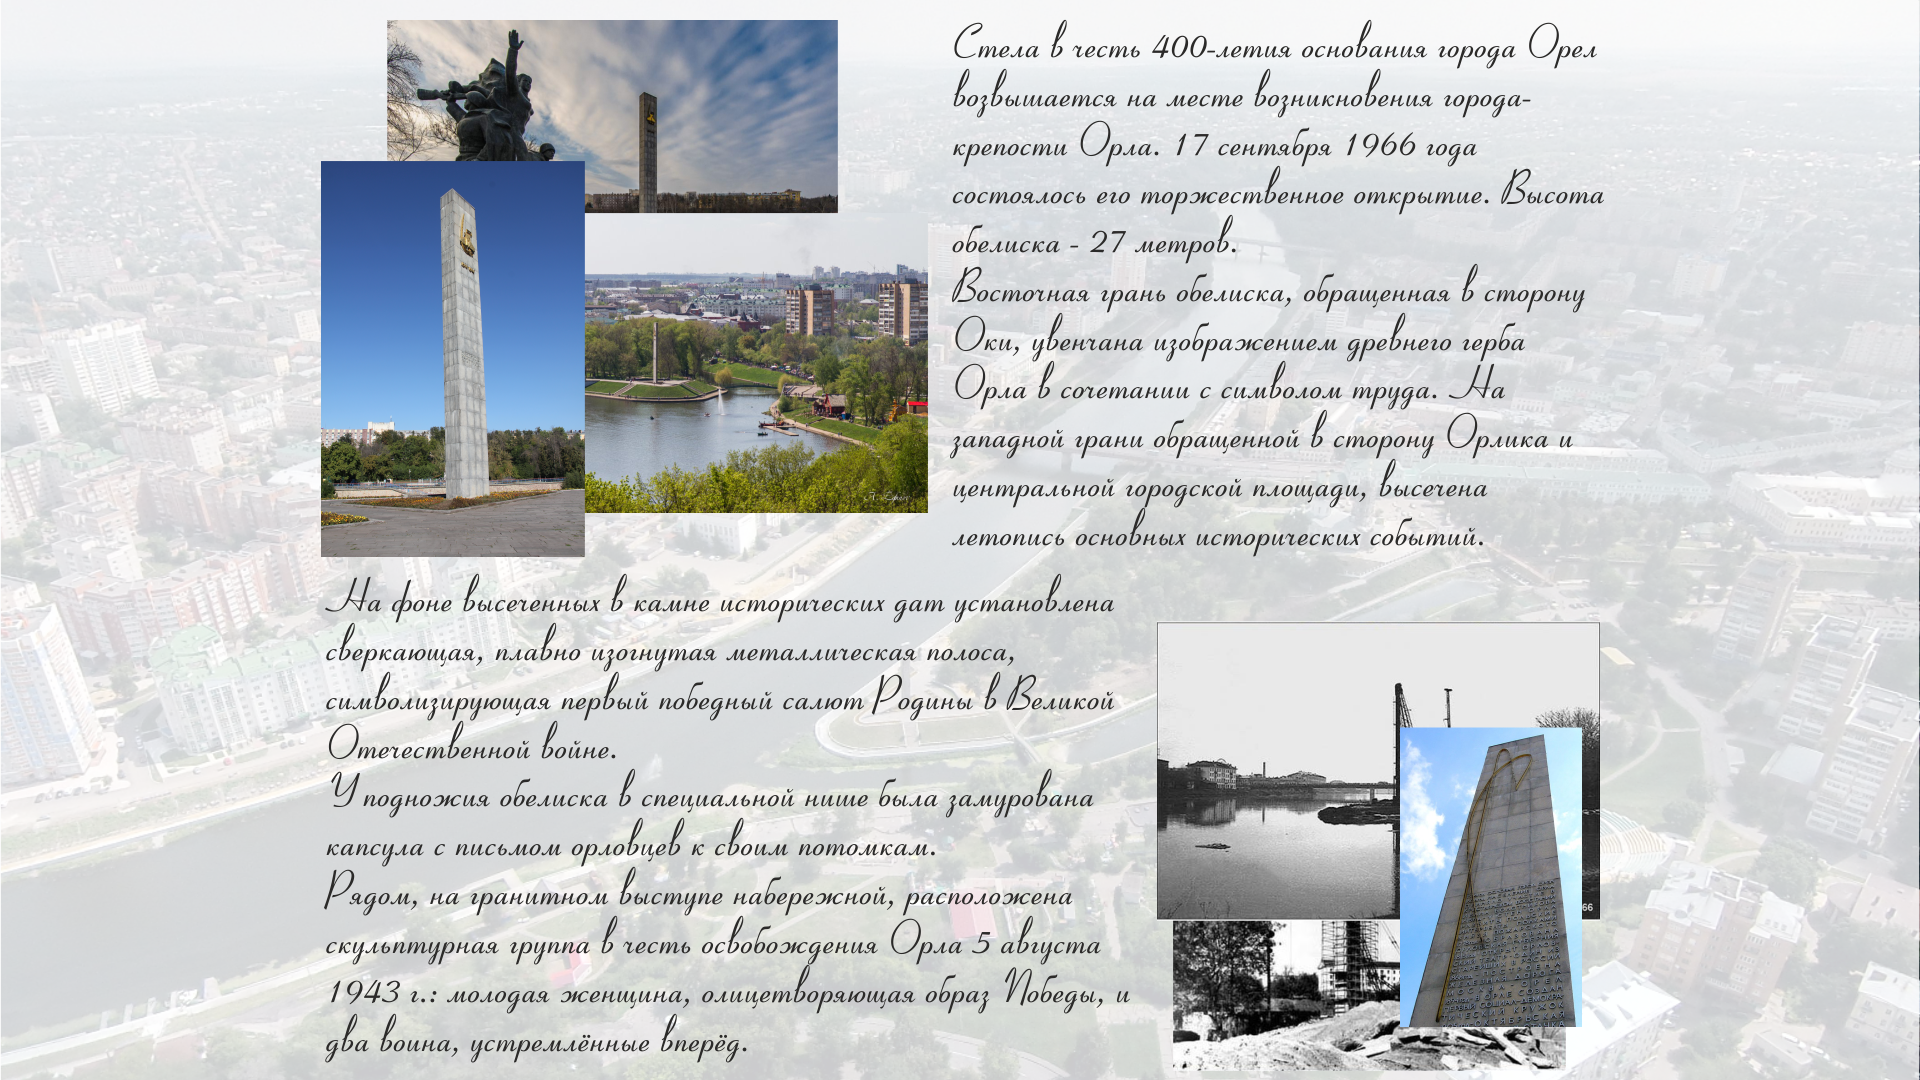 Стела в честь 400-летия основания города Орел
возвышается на месте возникновения города-
крепости Орла. 17 сентября 1966 года
состоялось его торжественное открытие. Высота
обелиска - 27 метров.
Восточная грань обелиска, обращенная в сторону
Оки, увенчана изображением древнего герба
Орла в сочетании с символом труда. На
западной грани обращенной в сторону Орлика и
центральной городской площади, высечена
летопись основных исторических событий.
На фоне высеченных в камне исторических дат установлена
сверкающая, плавно изогнутая металлическая полоса,
символизирующая первый победный салют Родины в Великой
Отечественной войне.
У подножия обелиска в специальной нише была замурована
капсула с письмом орловцев к своим потомкам.
Рядом, на гранитном выступе набережной, расположена
скульптурная группа в честь освобождения Орла 5 августа
1943 г.: молодая женщина, олицетворяющая образ Победы, и
два воина, устремлённые вперёд.
66